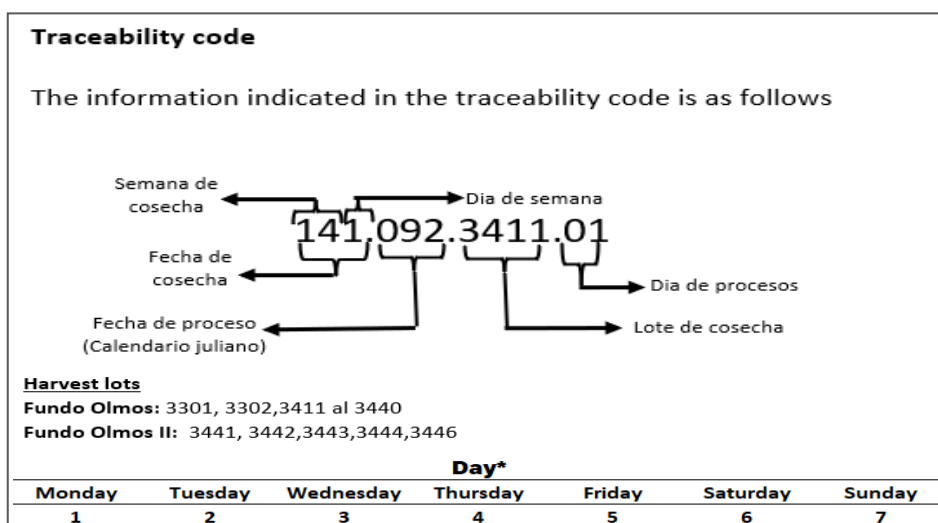 Traceability code
The information indicated in the traceability code is as follows
Semana de
cosecha
Dia de semana
141.092.3411.01
Fecha de
cosecha
Dia de procesos
Fecha de proceso
(Calendario juliano)
Lote de cosecha
Harvest lots
Fundo Olmos: 3301, 3302,3411 al 3440
Fundo Olmos II: 3441, 3442,3443,3444,3446
Day*
Monday Tuesday Wednesday Thursday Friday Saturday Sunday
1 2 3 4 5 6 7